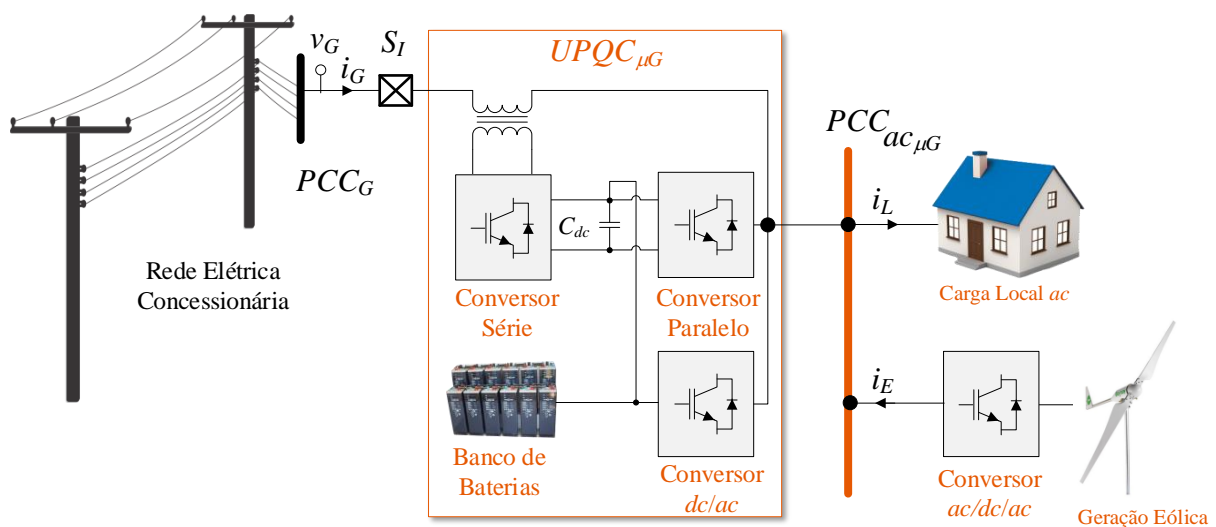 v_G
i_G
S_I
UPQC_μG
PCC_G
PCC_ac_μG
C_dc
i_L
Rede Elétrica
Concessionária
Conversor
Série
Conversor
Paralelo
Carga Local ac
i_E
Banco de
Baterias
Conversor
dc/ac
Conversor
ac/dc/ac
Geração Eólica